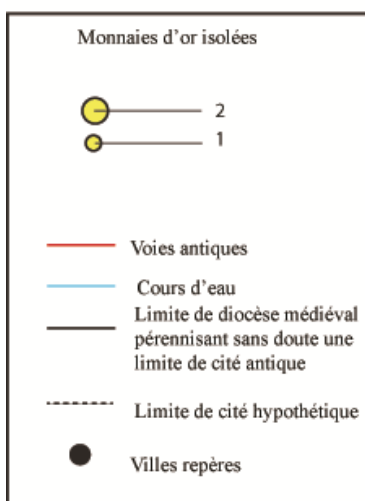 Monnaies d'or isolées
2
1
Voies antiques
Cours d'eau
Limite de diocèse médiéval
pérennisant sans doute une
limite de cité antique
Limite de cité hypothétique
Villes repères